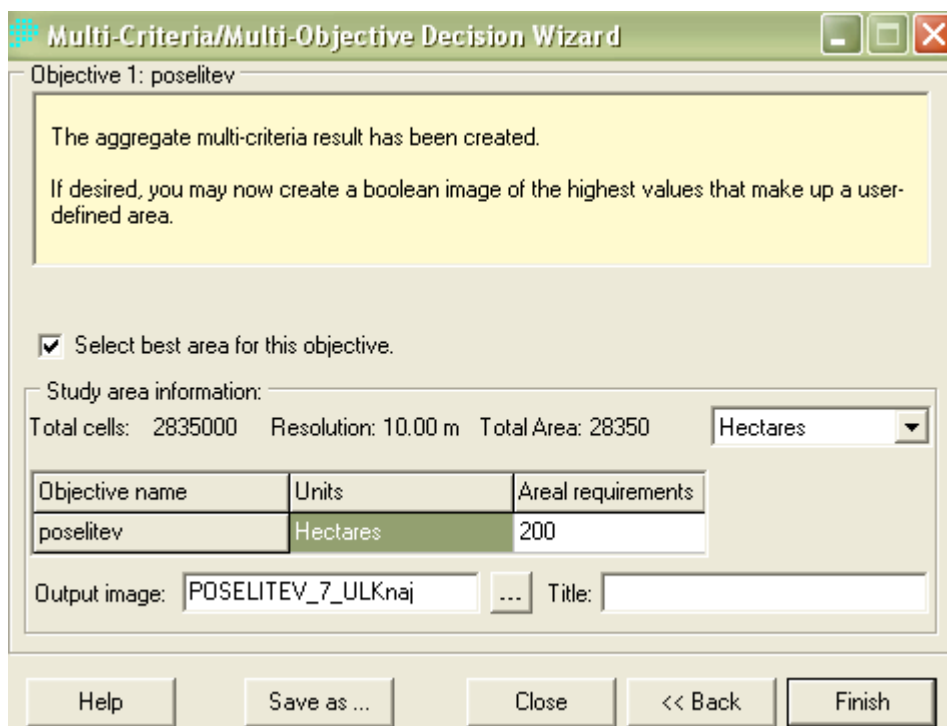 Multi-Criteria/Multi-Objective Decision Wizard
Objective 1: poselitev
The aggregate multi-criteria result has been created.
If desired, you may now create a boolean image of the highest values that make up a user-
defined area.
Select best area for this objective.
Study area information:
Total cells: 2835000 Resolution: 10.00 m Total Area: 28350 Hectares
Objective name Units Areal requirements
poselitev Hectares 200
Output image: POSELITEV_7_ULKnaj ... Title:
Help Save as ... Close << Back Finish